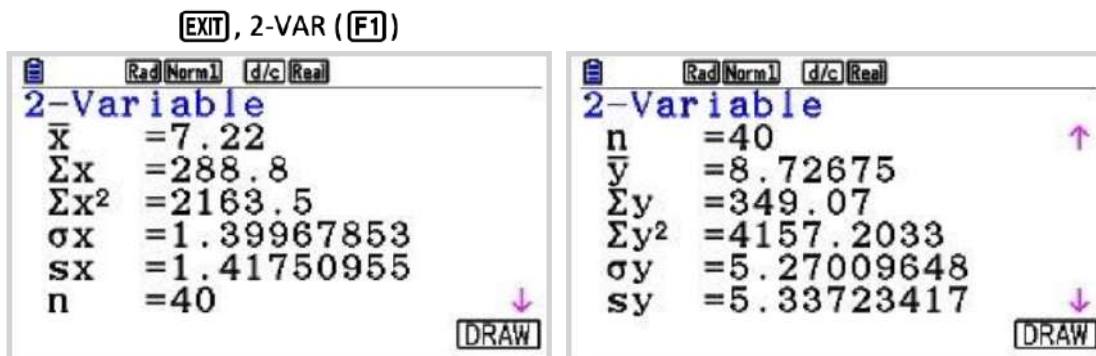 EXIT, 2-VAR (F1)
Rad Norm1 d/c Real
2-Variable
x̄ =7.22
Σx =288.8
Σx² =2163.5
σx =1.39967853
sx =1.41750955
n =40 ↓
DRAW
Rad Norm1 d/c Real
2-Variable
n =40 ↑
ȳ =8.72675
Σy =349.07
Σy² =4157.2033
σy =5.27009648
sy =5.33723417 ↓
DRAW